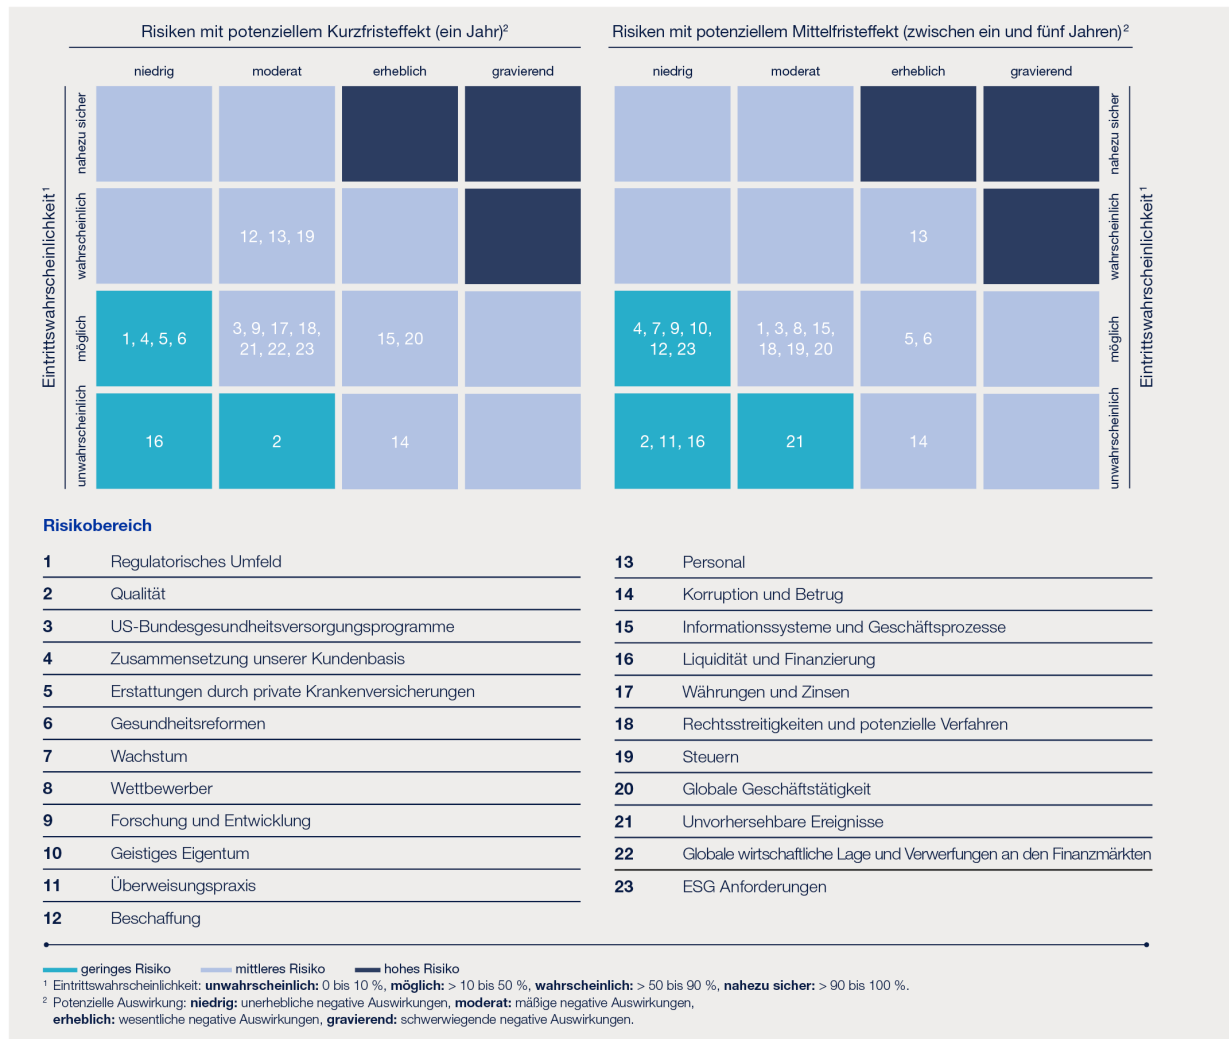 Risiken mit potenziellem Kurzfristeffekt (ein Jahr)²
niedrig moderat erheblich gravierend
Eintrittswahrscheinlichkeit¹
nahezu sicher
wahrscheinlich
12, 13, 19
möglich
1, 4, 5, 6
3, 9, 17, 18,
21, 22, 23
15, 20
unwahrscheinlich
16
2
14
Risiken mit potenziellem Mittelfristeffekt (zwischen ein und fünf Jahren)²
niedrig moderat erheblich gravierend
nahezu sicher
13
wahrscheinlich
4, 7, 9, 10,
12, 23
1, 3, 8, 15,
18, 19, 20
5, 6
möglich
2, 11, 16
21
14
unwahrscheinlich
Eintrittswahrscheinlichkeit¹
Risikobereich
1 Regulatorisches Umfeld
2 Qualität
3 US-Bundesgesundheitsversorgungsprogramme
4 Zusammensetzung unserer Kundenbasis
5 Erstattungen durch private Krankenversicherungen
6 Gesundheitsreformen
7 Wachstum
8 Wettbewerber
9 Forschung und Entwicklung
10 Geistiges Eigentum
11 Überweisungspraxis
12 Beschaffung
13 Personal
14 Korruption und Betrug
15 Informationssysteme und Geschäftsprozesse
16 Liquidität und Finanzierung
17 Währungen und Zinsen
18 Rechtsstreitigkeiten und potenzielle Verfahren
19 Steuern
20 Globale Geschäftstätigkeit
21 Unvorhersehbare Ereignisse
22 Globale wirtschaftliche Lage und Verwerfungen an den Finanzmärkten
23 ESG Anforderungen
geringes Risiko mittleres Risiko hohes Risiko
¹ Eintrittswahrscheinlichkeit: unwahrscheinlich: 0 bis 10 %, möglich: > 10 bis 50 %, wahrscheinlich: > 50 bis 90 %, nahezu sicher: > 90 bis 100 %.
² Potenzielle Auswirkung: niedrig: unerhebliche negative Auswirkungen, moderat: mäßige negative Auswirkungen,
erheblich: wesentliche negative Auswirkungen, gravierend: schwerwiegende negative Auswirkungen.